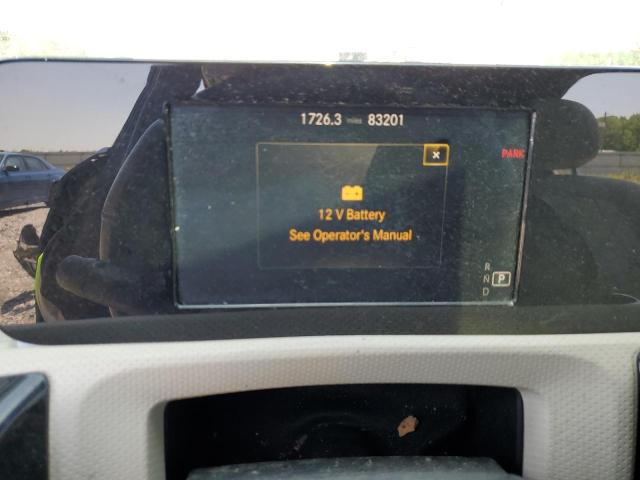 1726.3 miles 83201
x
PARK
12 V Battery
See Operator's Manual
R
N
P
D